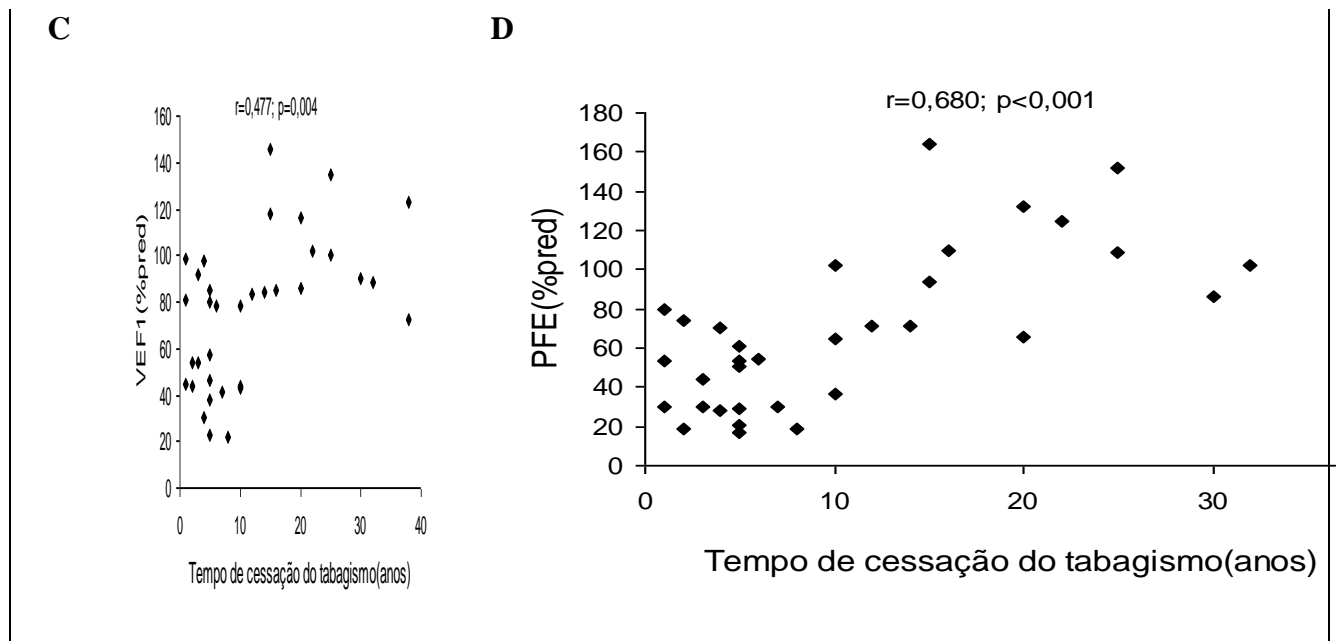 C
D
r=0,477; p=0,004
160
140
120
100
80
60
40
20
0
VEF1(%pred)
0 10 20 30 40
Tempo de cessação do tabagismo(anos)
r=0,680; p<0,001
180
160
140
120
100
80
60
40
20
0
PFE(%pred)
0 10 20 30
Tempo de cessação do tabagismo(anos)